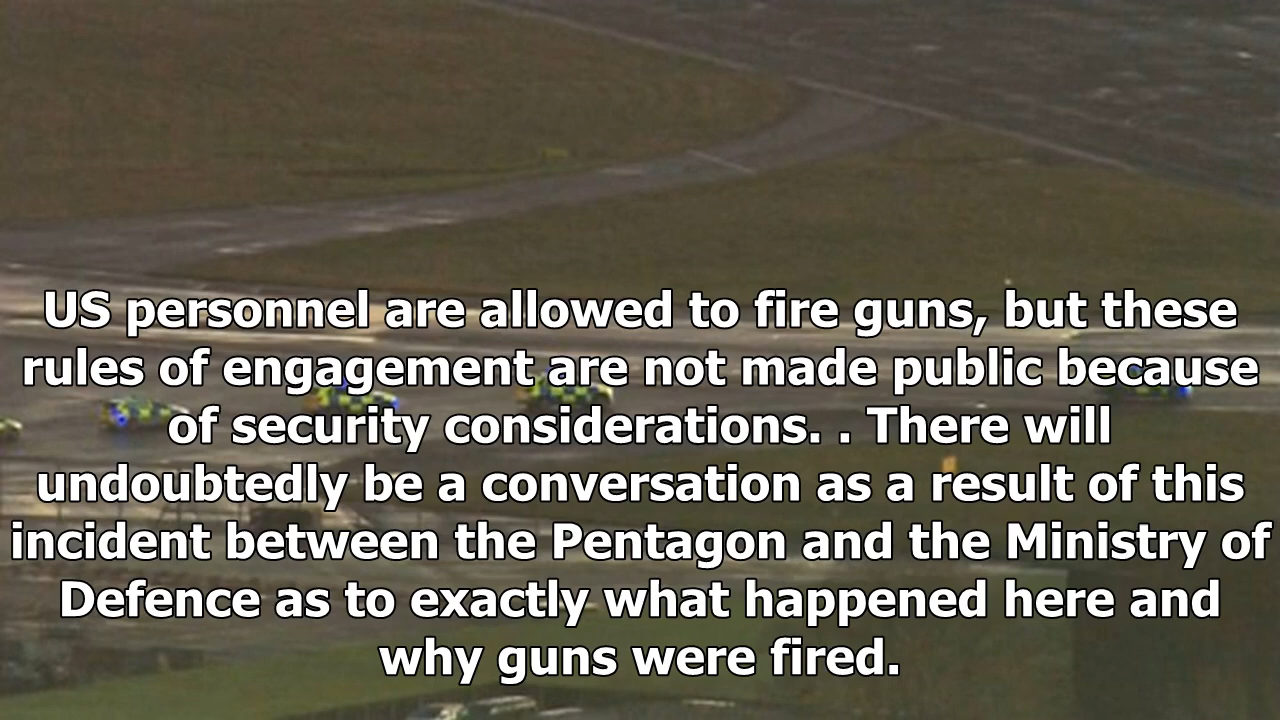 US personnel are allowed to fire guns, but these
rules of engagement are not made public because
of security considerations. . There will
undoubtedly be a conversation as a result of this
incident between the Pentagon and the Ministry of
Defence as to exactly what happened here and
why guns were fired.